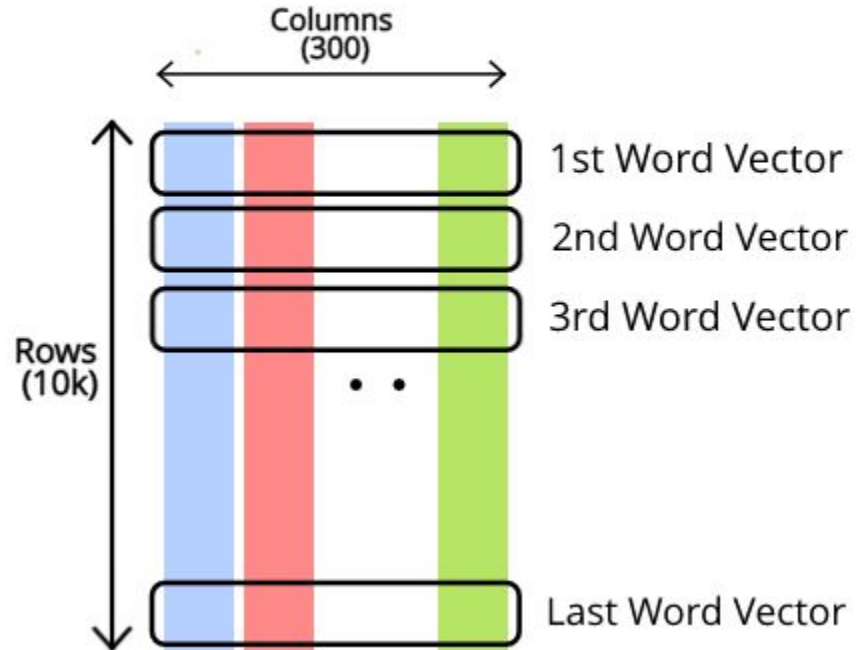 Columns
(300)
1st Word Vector
2nd Word Vector
3rd Word Vector
Rows
(10k)
Last Word Vector